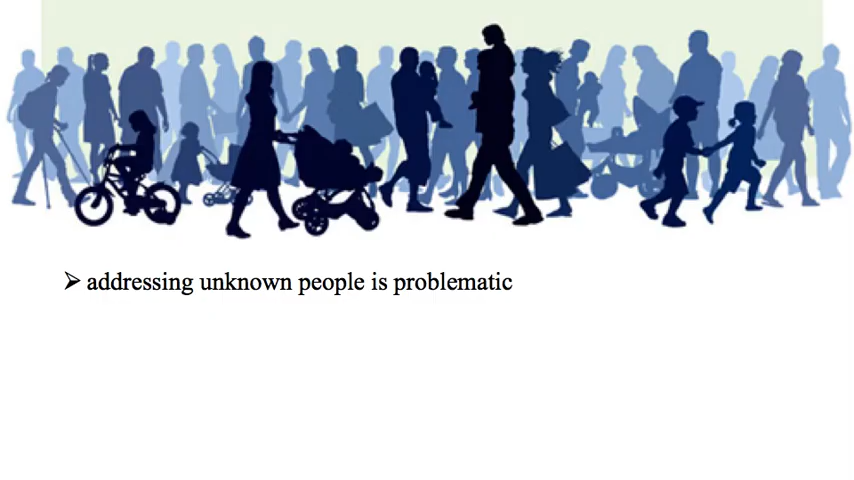 ➢ addressing unknown people is problematic